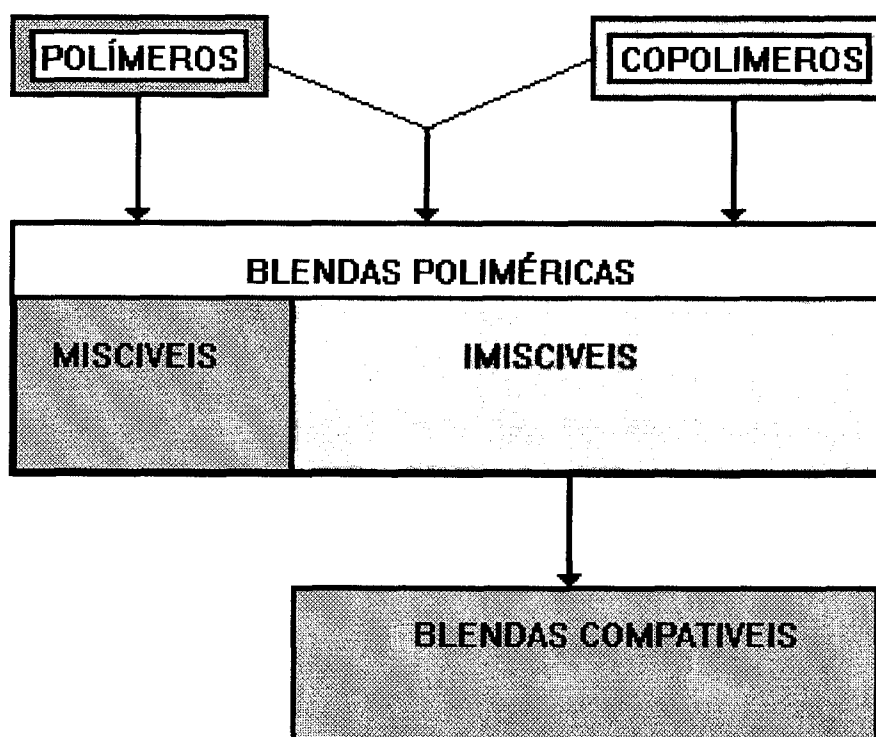 POLÍMEROS
COPOLIMEROS
BLENDAS POLIMÉRICAS
MISCIVEIS
IMISCIVEIS
BLENDAS COMPATIVEIS